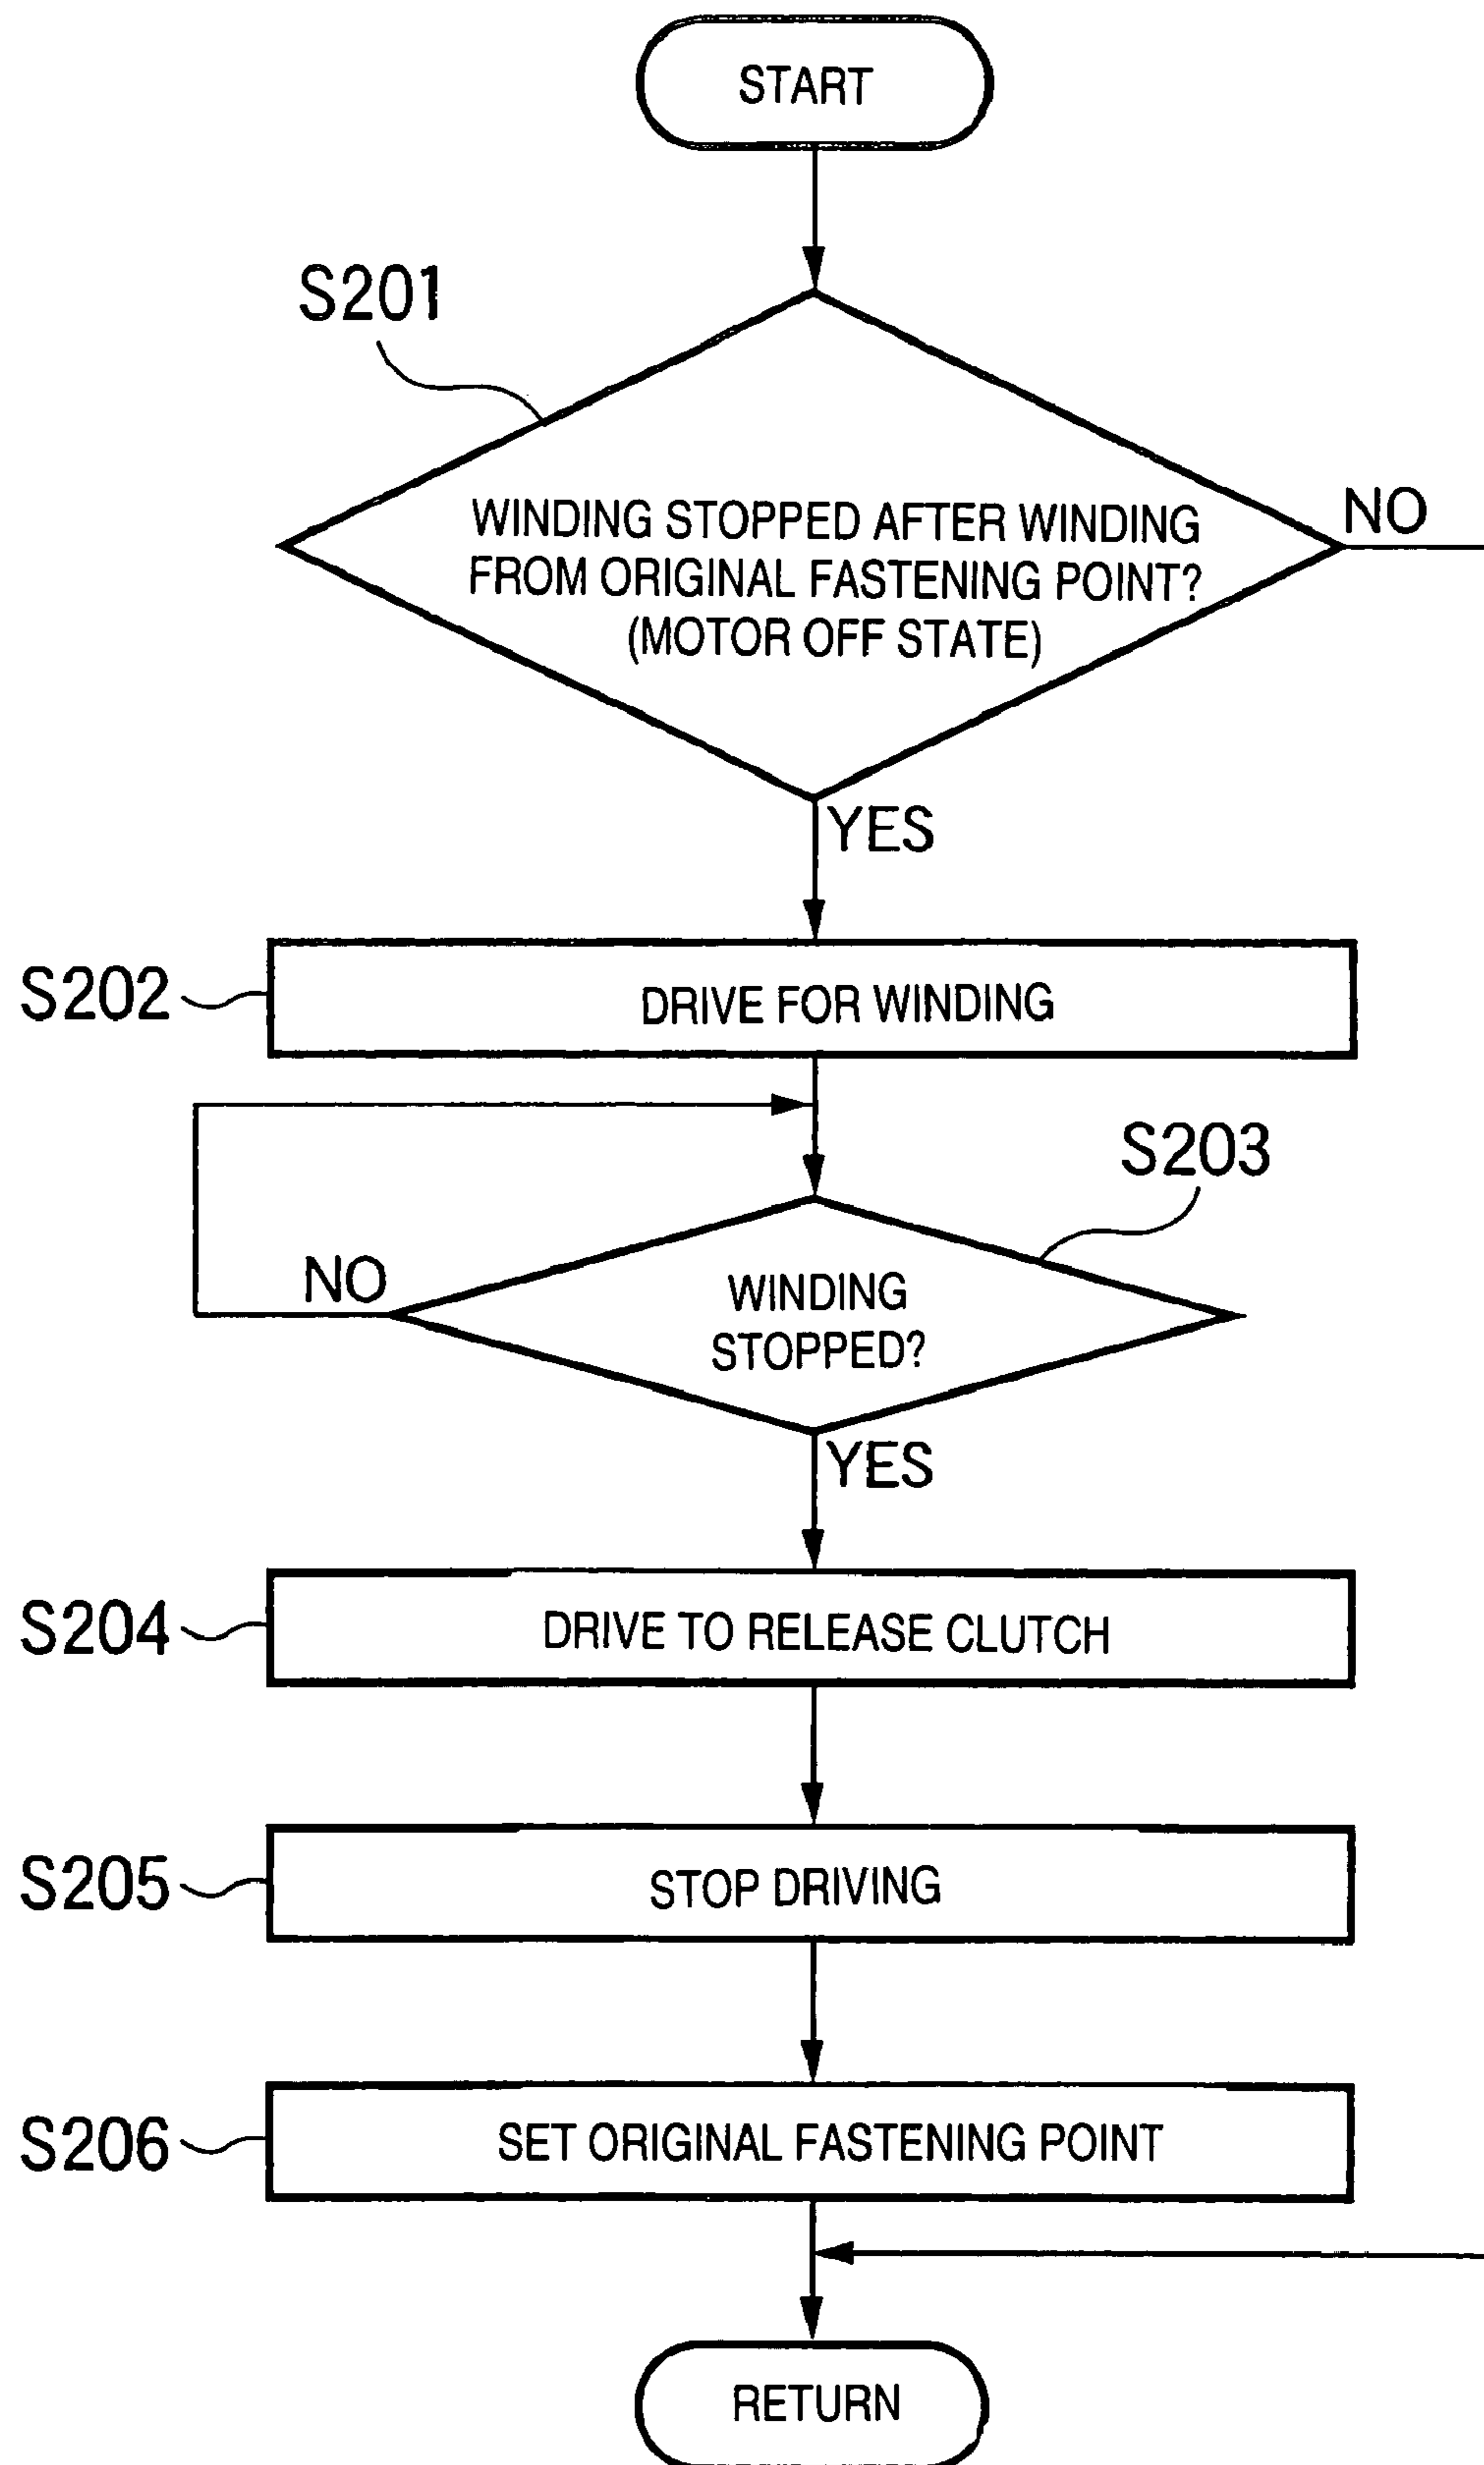 START
S201
WINDING STOPPED AFTER WINDING
FROM ORIGINAL FASTENING POINT?
(MOTOR OFF STATE)
NO
YES
S202
DRIVE FOR WINDING
S203
NO
WINDING
STOPPED?
YES
S204
DRIVE TO RELEASE CLUTCH
S205
STOP DRIVING
S206
SET ORIGINAL FASTENING POINT
RETURN